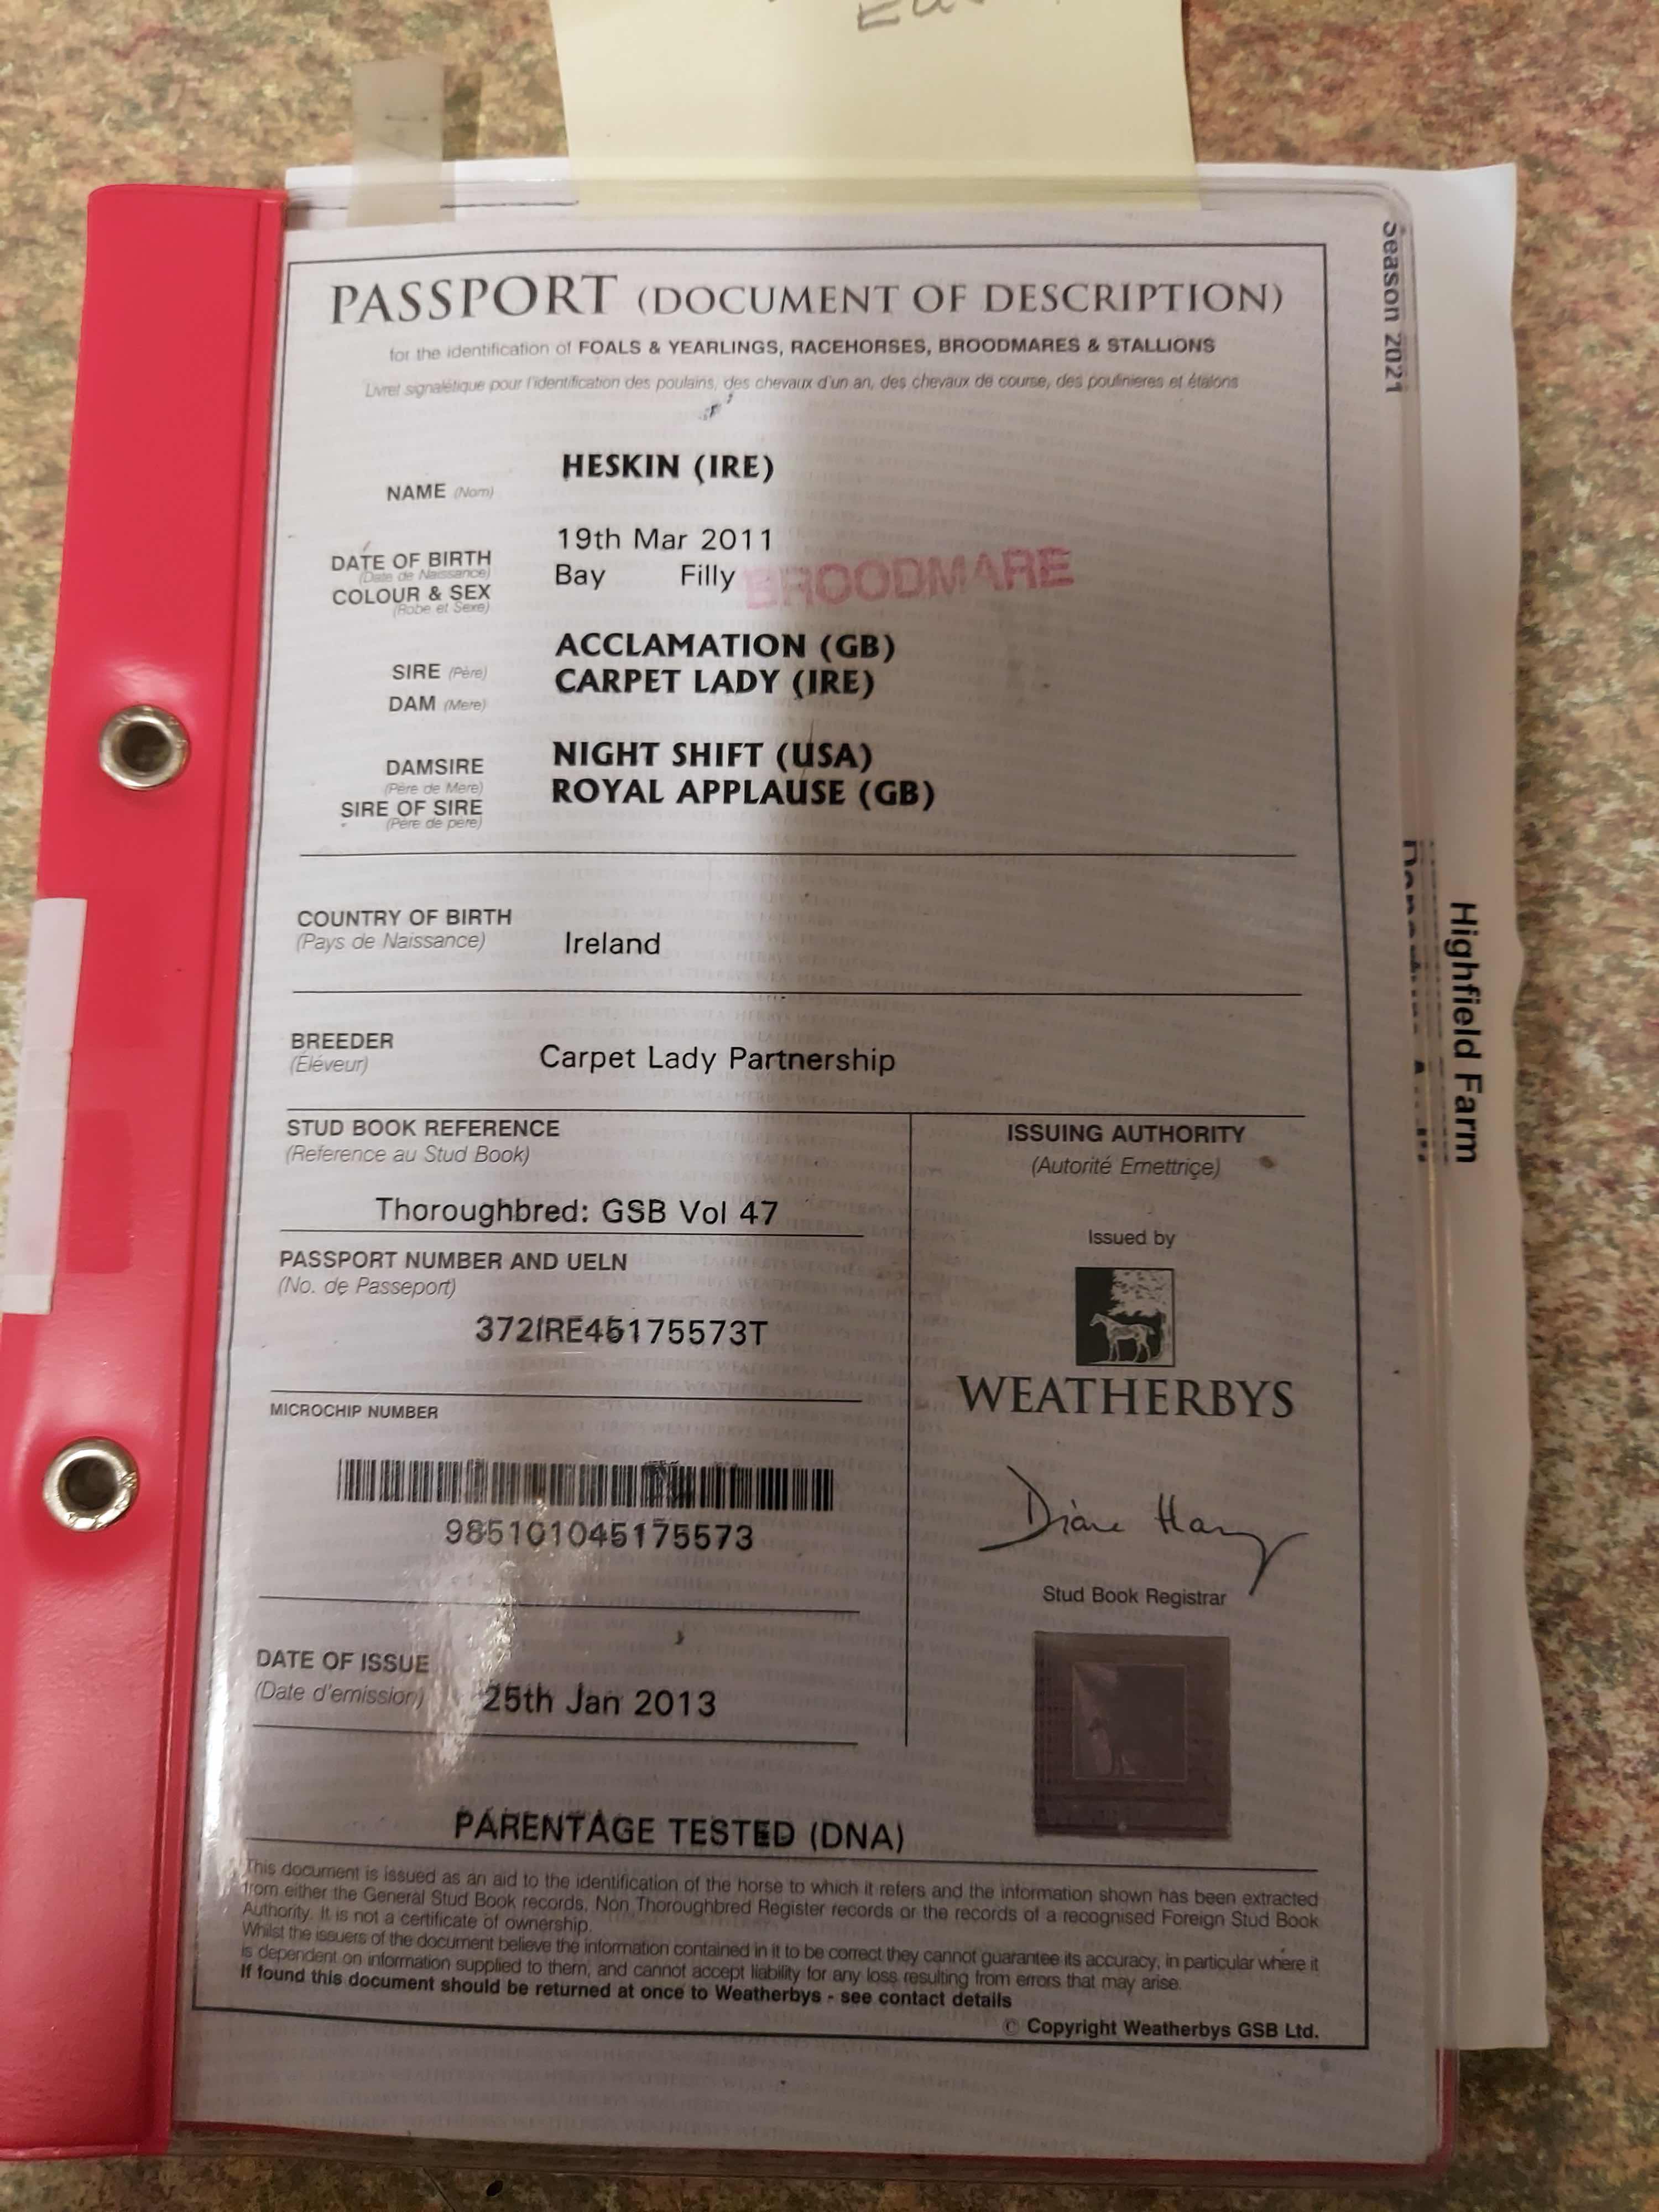 PASSPORT (DOCUMENT OF DESCRIPTION)
for the identification of FOALS & YEARLINGS, RACEHORSES, BROODMARES & STALLIONS
Livret signalétique pour l'identification des poulains, des chevaux d'un an, des chevaux de course, des poulinieres et étalons
NAME (Nom) HESKIN (IRE)
DATE OF BIRTH 19th Mar 2011
(Date de Naissance)
COLOUR & SEX Bay Filly BROODMARE
(Robe et Sexe)
SIRE (Père) ACCLAMATION (GB)
DAM (Mere) CARPET LADY (IRE)
DAMSIRE NIGHT SHIFT (USA)
(Père de Mere)
SIRE OF SIRE ROYAL APPLAUSE (GB)
(Père de père)
COUNTRY OF BIRTH
(Pays de Naissance) Ireland
BREEDER
(Éléveur) Carpet Lady Partnership
STUD BOOK REFERENCE
(Reference au Stud Book)
Thoroughbred: GSB Vol 47
PASSPORT NUMBER AND UELN
(No. de Passeport)
372IRE45175573T
MICROCHIP NUMBER
985101045175573
DATE OF ISSUE
(Date d'emission) 25th Jan 2013
ISSUING AUTHORITY
(Autorité Emettriçe)
Issued by
WEATHERBYS
Diane Han
Stud Book Registrar
PARENTAGE TESTED (DNA)
This document is issued as an aid to the identification of the horse to which it refers and the information shown has been extracted
from either the General Stud Book records, Non Thoroughbred Register records or the records of a recognised Foreign Stud Book
Authority. It is not a certificate of ownership.
Whilst the issuers of the document believe the information contained in it to be correct they cannot guarantee its accuracy, in particular where it
is dependent on information supplied to them, and cannot accept liability for any loss resulting from errors that may arise.
If found this document should be returned at once to Weatherbys - see contact details
© Copyright Weatherbys GSB Ltd.
Season 2021
Highfield Farm